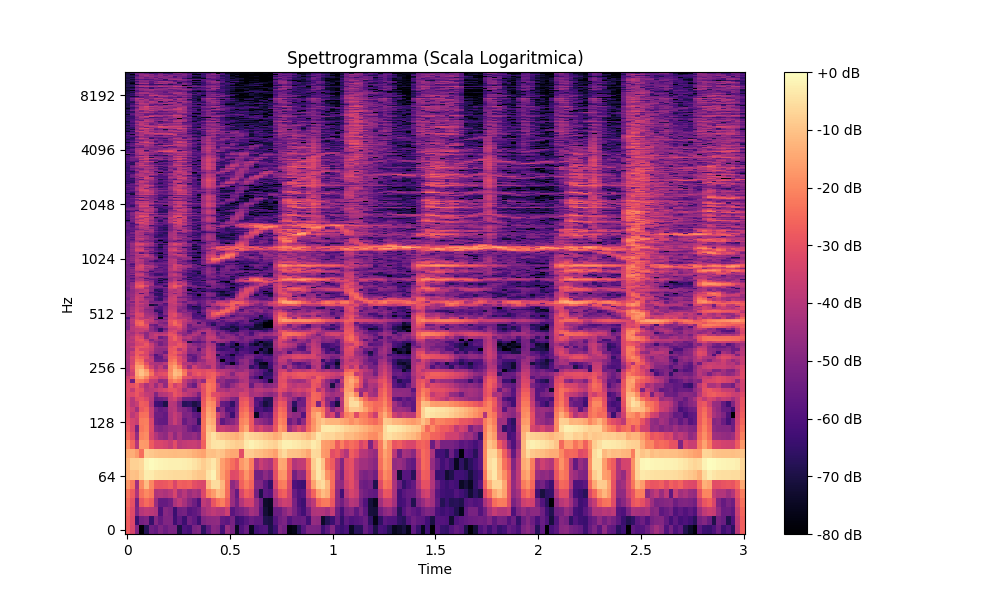 Spettrogramma (Scala Logaritmica)
Hz
8192
4096
2048
1024
512
256
128
64
0
0
0.5
1
1.5
2
2.5
3
Time
+0 dB
-10 dB
-20 dB
-30 dB
-40 dB
-50 dB
-60 dB
-70 dB
-80 dB